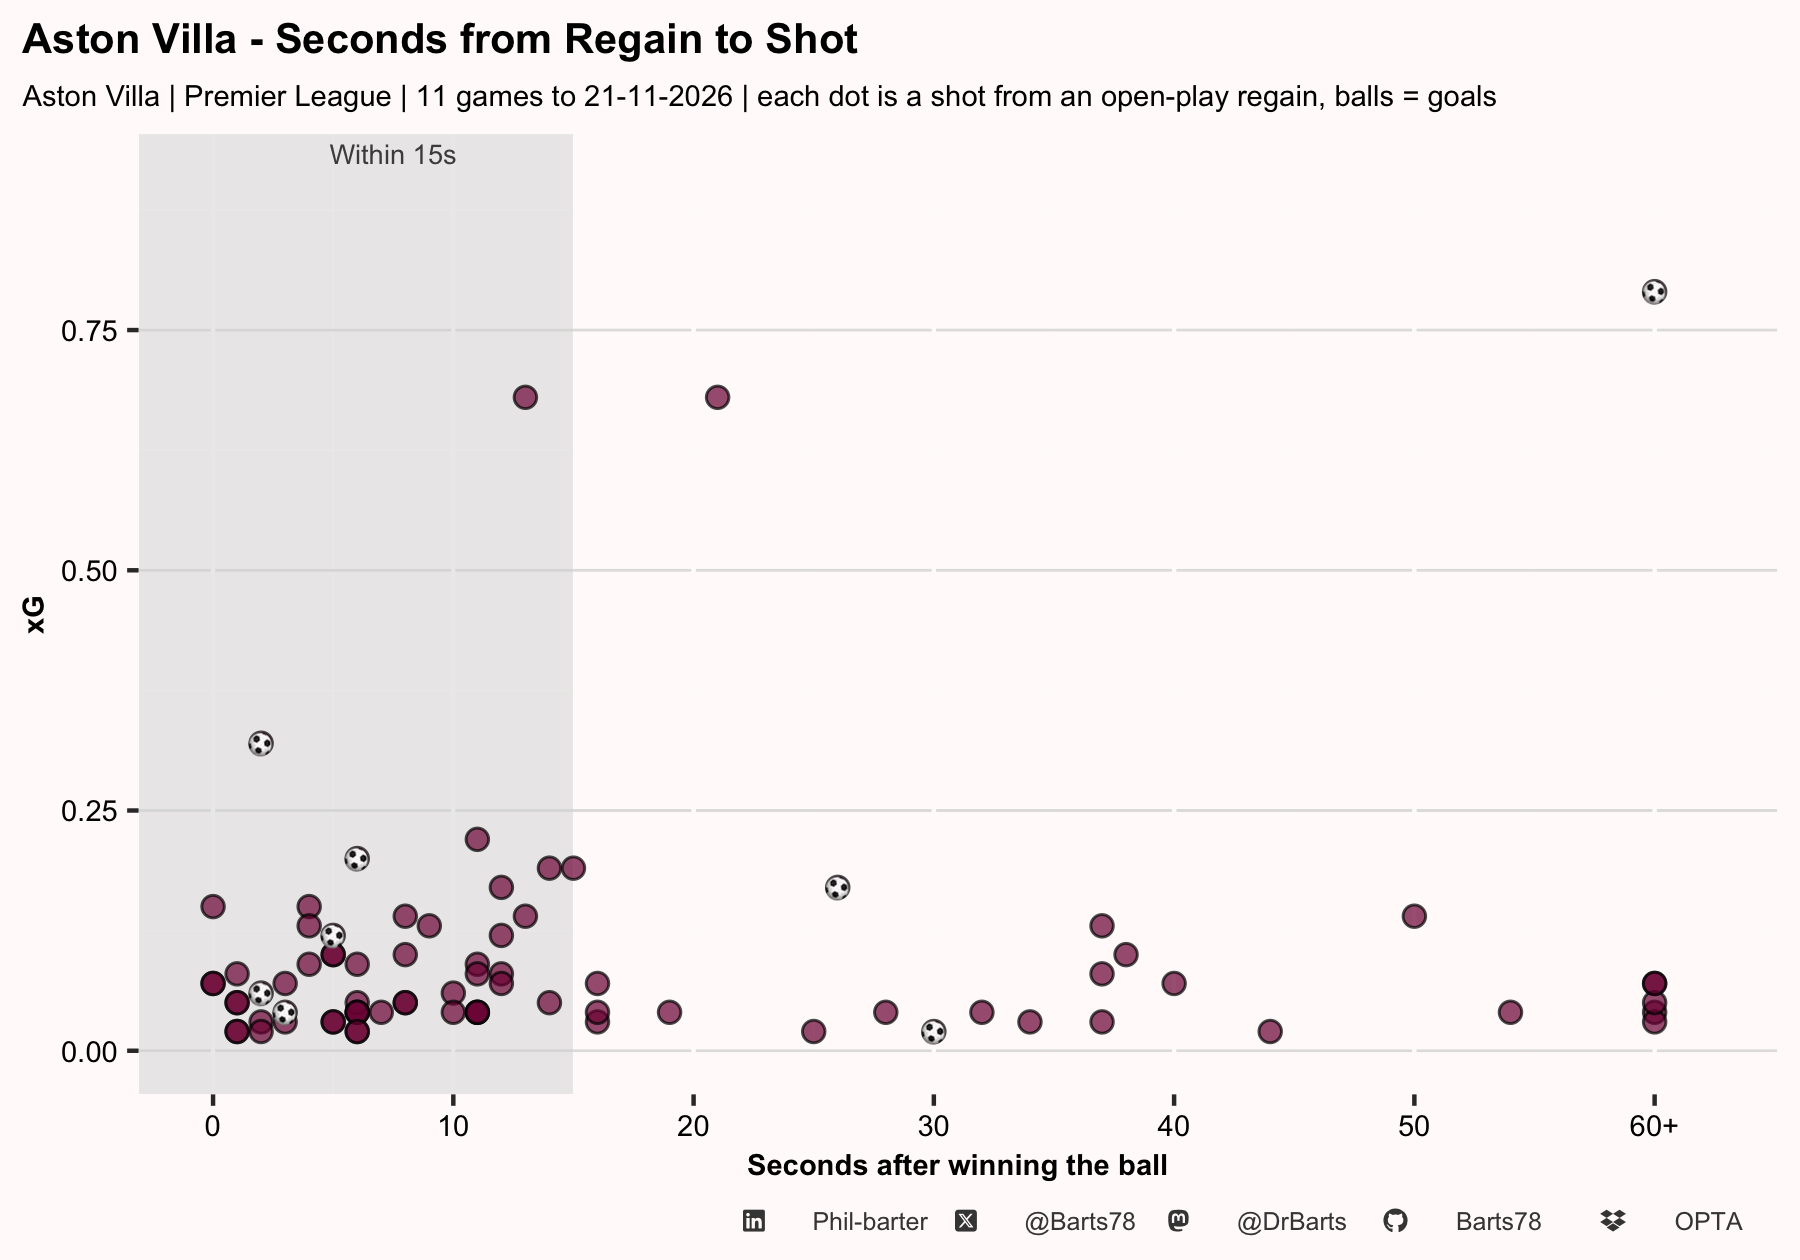 Aston Villa - Seconds from Regain to Shot
Aston Villa | Premier League | 11 games to 21-11-2026 | each dot is a shot from an open-play regain, balls = goals
Within 15s
0.75
0.50
0.25
0.00
xG
0 10 20 30 40 50 60+
Seconds after winning the ball
Phil-barter @Barts78 @DrBarts Barts78 OPTA